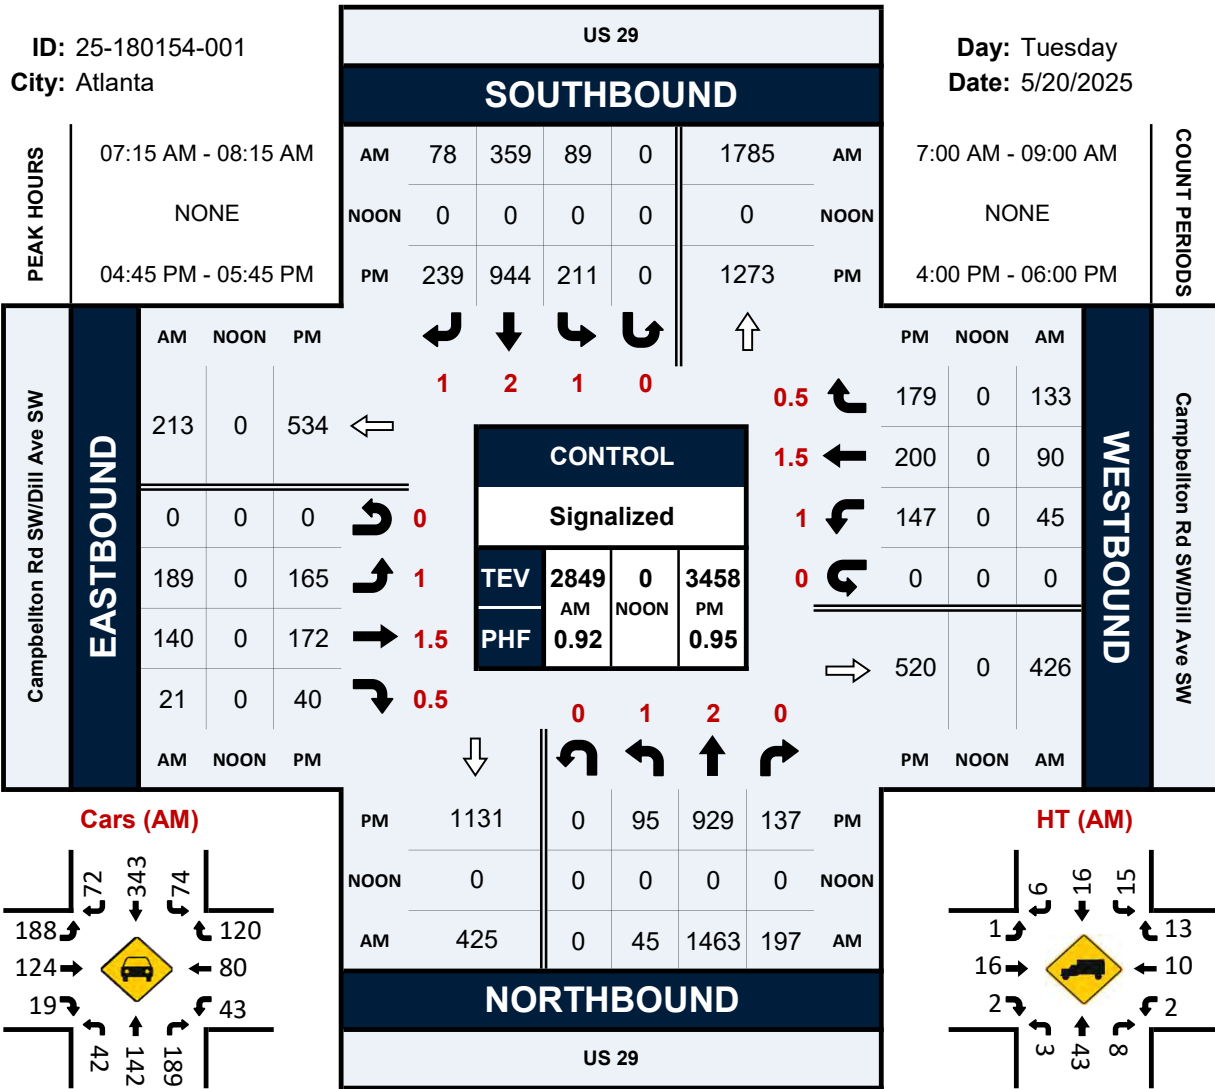 ID: 25-180154-001
City: Atlanta
US 29
SOUTHBOUND
Day: Tuesday
Date: 5/20/2025
PEAK HOURS
07:15 AM - 08:15 AM
NONE
04:45 PM - 05:45 PM
AM 78 359 89 0 1785 AM
NOON 0 0 0 0 0 NOON
PM 239 944 211 0 1273 PM
7:00 AM - 09:00 AM
NONE
4:00 PM - 06:00 PM
COUNT PERIODS
1 2 1 0
Campbellton Rd SW/Dill Ave SW
EASTBOUND
AM NOON PM
213 0 534
0 0 0 0
189 0 165 1
140 0 172 1.5
21 0 40 0.5
AM NOON PM
CONTROL
Signalized
TEV 2849 0 3458
AM NOON PM
PHF 0.92 0.95
PM NOON AM
0.5 179 0 133
1.5 200 0 90
1 147 0 45
0 0 0 0
520 0 426
PM NOON AM
WESTBOUND
Campbellton Rd SW/Dill Ave SW
0 1 2 0
PM 1131 0 95 929 137 PM
NOON 0 0 0 0 0 NOON
AM 425 0 45 1463 197 AM
NORTHBOUND
US 29
Cars (AM)
72 343 74
188 120
124 80
19 43
42 142 189
HT (AM)
6 16 15
1 13
16 10
2 2
3 43 8